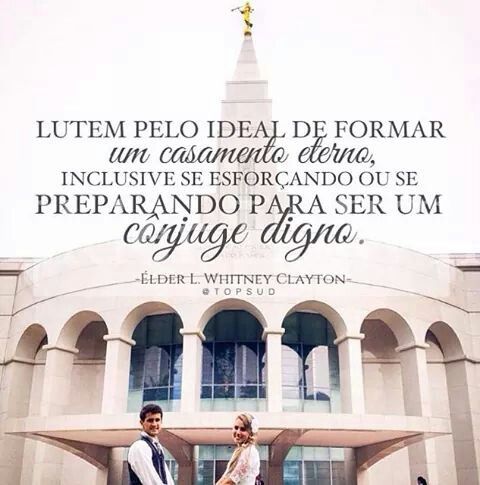 LUTEM PELO IDEAL DE FORMAR
um casamento eterno,
INCLUSIVE SE ESFORÇANDO OU SE
PREPARANDO PARA SER UM
cônjuge digno.
-ÉLDER L. WHITNEY CLAYTON-
@TOPSUD